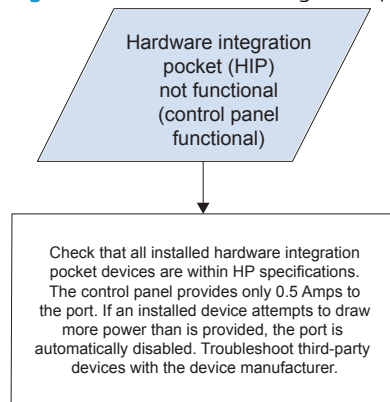 Hardware integration
pocket (HIP)
not functional
(control panel
functional)
Check that all installed hardware integration
pocket devices are within HP specifications.
The control panel provides only 0.5 Amps to
the port. If an installed device attempts to draw
more power than is provided, the port is
automatically disabled. Troubleshoot third-party
devices with the device manufacturer.